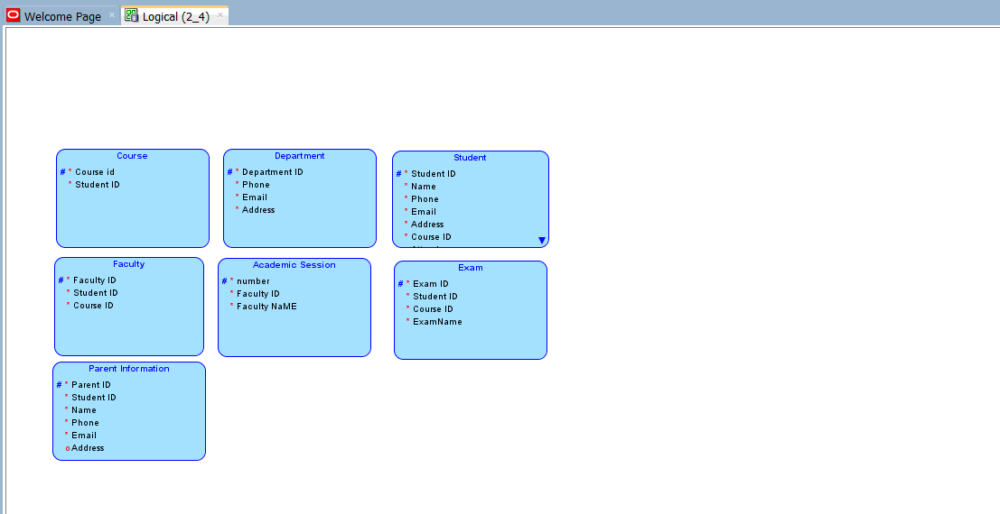 Welcome Page
Logical (2_4)
Course
# * Course id
* Student ID
Department
# * Department ID
* Phone
* Email
* Address
Student
# * Student ID
* Name
* Phone
* Email
* Address
* Course ID
Faculty
# * Faculty ID
* Student ID
* Course ID
Academic Session
# * number
* Faculty ID
* Faculty NaME
Exam
# * Exam ID
* Student ID
* Course ID
* ExamName
Parent Information
# * Parent ID
* Student ID
* Name
* Phone
* Email
o Address